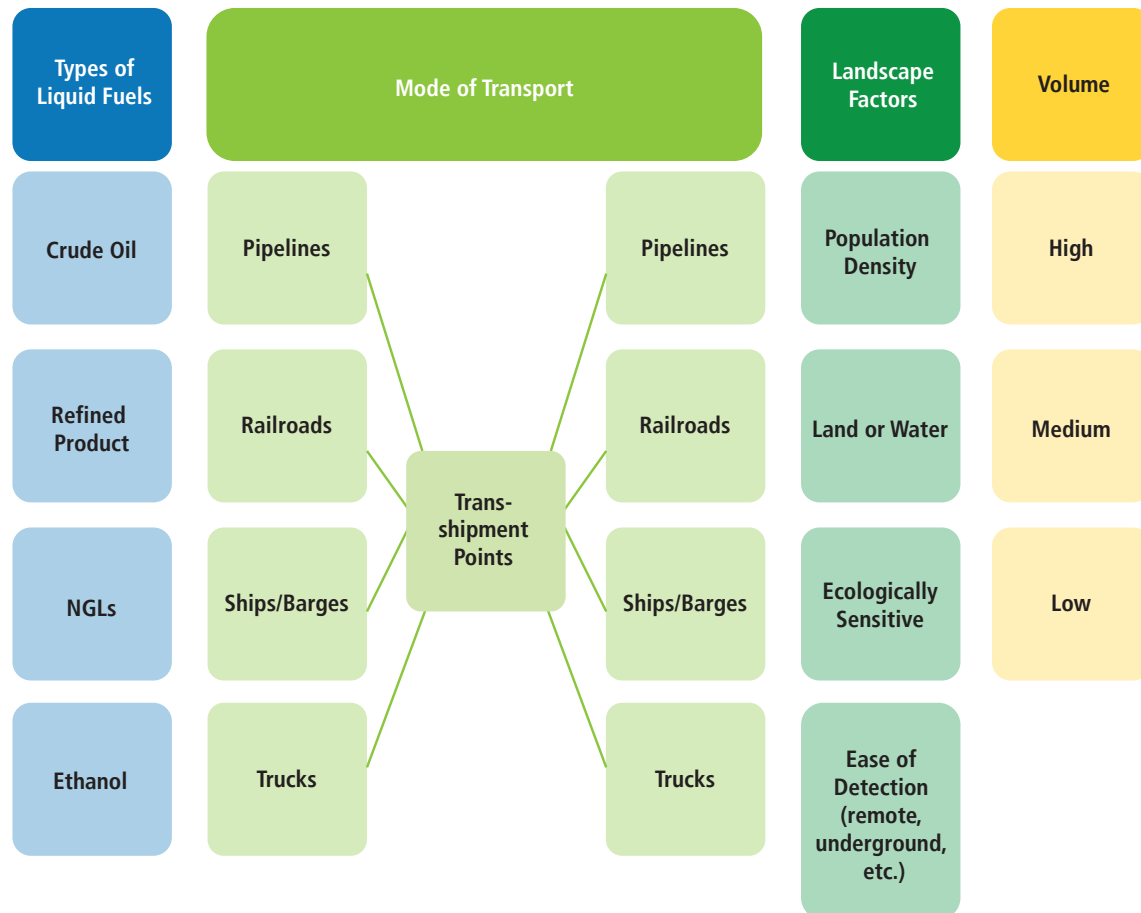 Types of
Liquid Fuels
Mode of Transport
Landscape
Factors
Volume
Crude Oil
Pipelines
Pipelines
Population
Density
High
Refined
Product
Railroads
Railroads
Land or Water
Medium
Trans-
shipment
Points
NGLs
Ships/Barges
Ships/Barges
Ecologically
Sensitive
Low
Ethanol
Trucks
Trucks
Ease of
Detection
(remote,
underground,
etc.)